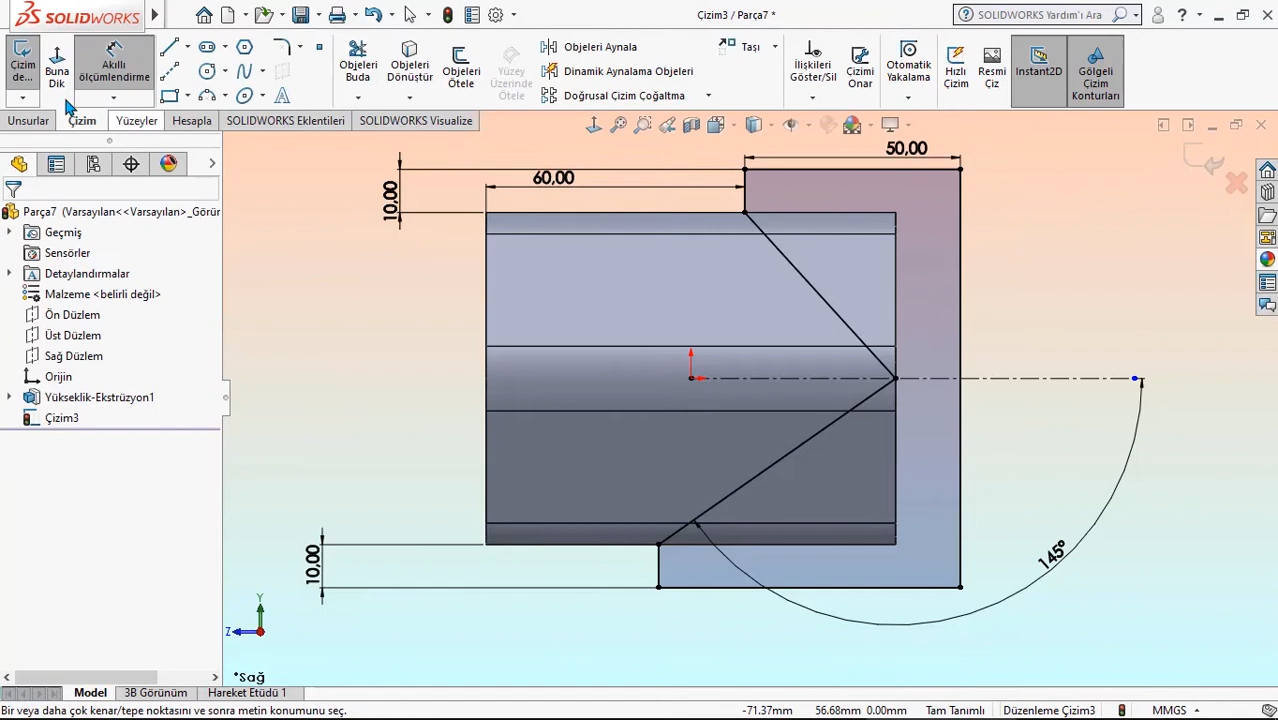 SOLIDWORKS
Çizim3 / Parça7 *
SOLIDWORKS Yardım'ı Ara
Çizim de...
Buna Dik
Akıllı ölçümlendirme
Objeleri Buda
Objeleri Dönüştür
Objeleri Ötele
Yüzey Üzerinde Ötele
Objeleri Aynala
Dinamik Aynalama Objeleri
Doğrusal Çizim Çoğaltma
Taşı
İlişkileri Göster/Sil
Çizimi Onar
Otomatik Yakalama
Hızlı Çizim
Resmi Çiz
Instant2D
Gölgeli Çizim Konturları
Unsurlar
Çizim
Yüzeyler
Hesapla
SOLIDWORKS Eklentileri
SOLIDWORKS Visualize
Parça7 (Varsayılan<<Varsayılan>_Görür
Geçmiş
Sensörler
Detaylandırmalar
Malzeme <belirli değil>
Ön Düzlem
Üst Düzlem
Sağ Düzlem
Orijin
Yükseklik-Ekstrüzyon1
Çizim3
50,00
60,00
10,00
10,00
145°
Y
Z
*Sağ
Model
3B Görünüm
Hareket Etüdü 1
Bir veya daha çok kenar/tepe noktasını ve sonra metin konumunu seç.
-71.37mm
56.68mm 0.00mm
Tam Tanımlı
Düzenleme Çizim3
MMGS